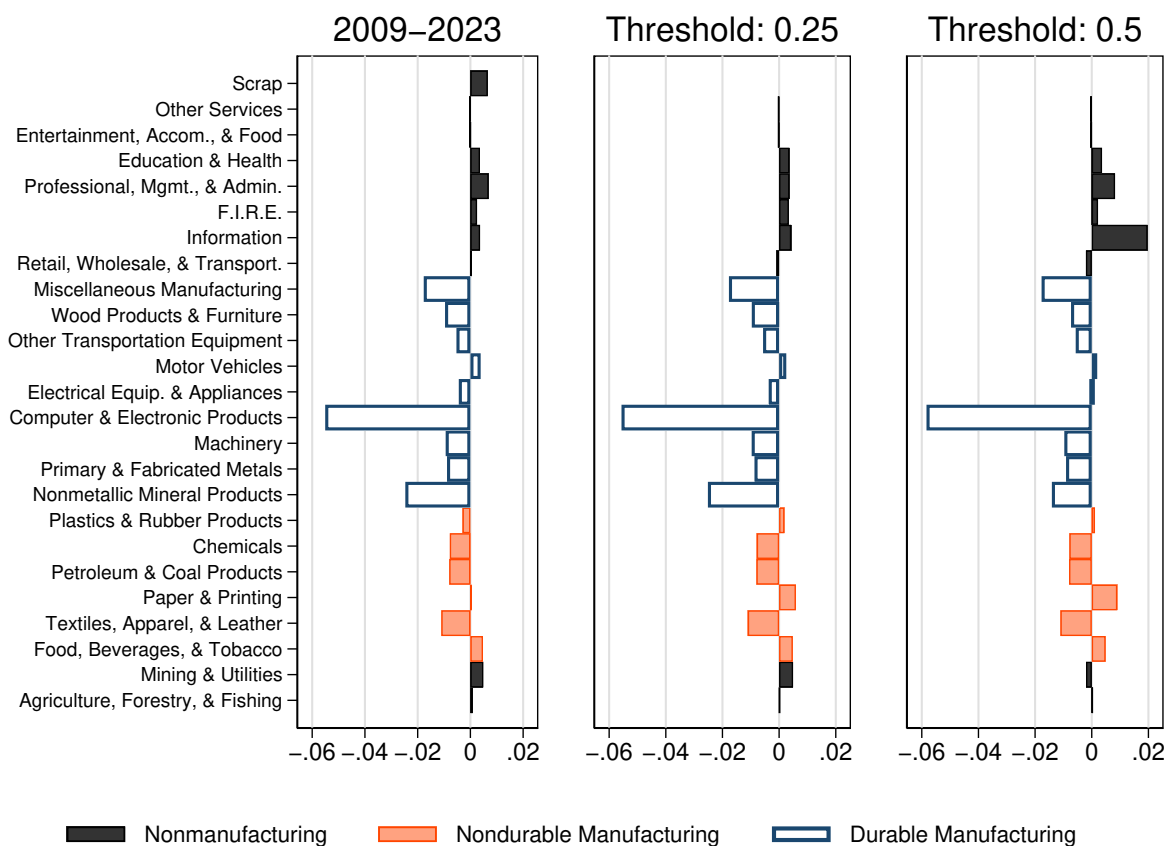 2009−2023 Threshold: 0.25 Threshold: 0.5
Scrap
Other Services
Entertainment, Accom., & Food
Education & Health
Professional, Mgmt., & Admin.
F.I.R.E.
Information
Retail, Wholesale, & Transport.
Miscellaneous Manufacturing
Wood Products & Furniture
Other Transportation Equipment
Motor Vehicles
Electrical Equip. & Appliances
Computer & Electronic Products
Machinery
Primary & Fabricated Metals
Nonmetallic Mineral Products
Plastics & Rubber Products
Chemicals
Petroleum & Coal Products
Paper & Printing
Textiles, Apparel, & Leather
Food, Beverages, & Tobacco
Mining & Utilities
Agriculture, Forestry, & Fishing
−.06 −.04 −.02 0 .02 −.06 −.04 −.02 0 .02 −.06 −.04 −.02 0 .02
Nonmanufacturing Nondurable Manufacturing Durable Manufacturing